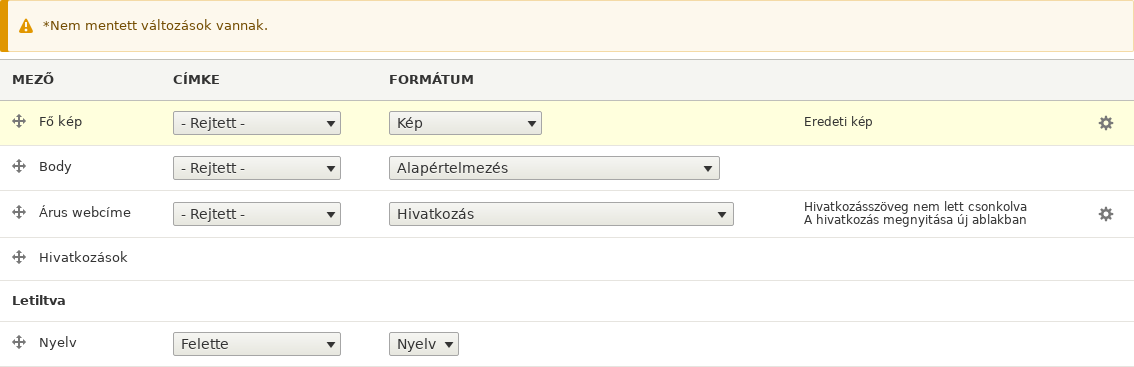 *Nem mentett változások vannak.
MEZŐ CÍMKE FORMÁTUM
Fő kép - Rejtett - Kép Eredeti kép
Body - Rejtett - Alapértelmezés
Árus webcíme - Rejtett - Hivatkozás Hivatkozásszöveg nem lett csonkolva
A hivatkozás megnyitása új ablakban
Hivatkozások
Letiltva
Nyelv Felette Nyelv